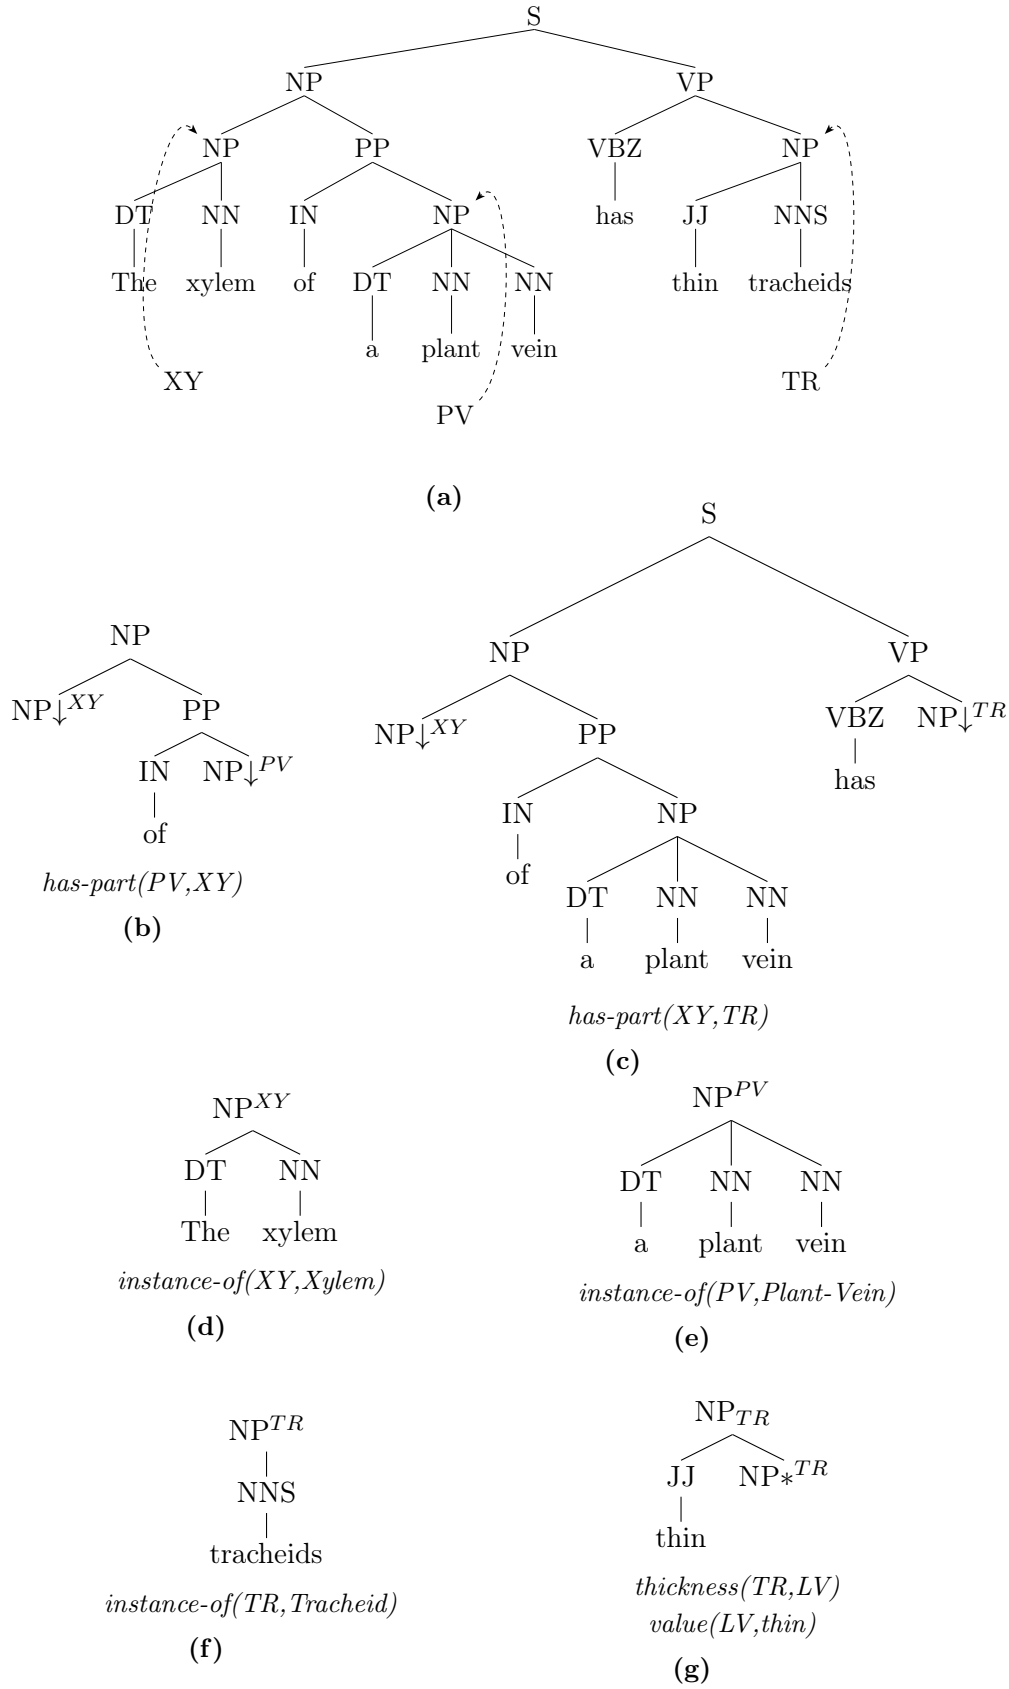 S
NP VP
NP PP VBZ NP
DT NN IN NP has JJ NNS
The xylem of DT NN NN thin tracheids
a plant vein
XY TR
PV
(a)
S
NP
NP↓XY PP
IN NP↓PV
of
has-part(PV,XY)
(b)
NP VP
NP↓XY PP VBZ NP↓TR
IN NP has
of DT NN NN
a plant vein
has-part(XY,TR)
(c)
NPXY
DT NN
The xylem
instance-of(XY,Xylem)
(d)
NPPV
DT NN NN
a plant vein
instance-of(PV,Plant-Vein)
(e)
NPTR
NNS
tracheids
instance-of(TR,Tracheid)
(f)
NPTR
JJ NP*TR
thin
thickness(TR,LV)
value(LV,thin)
(g)